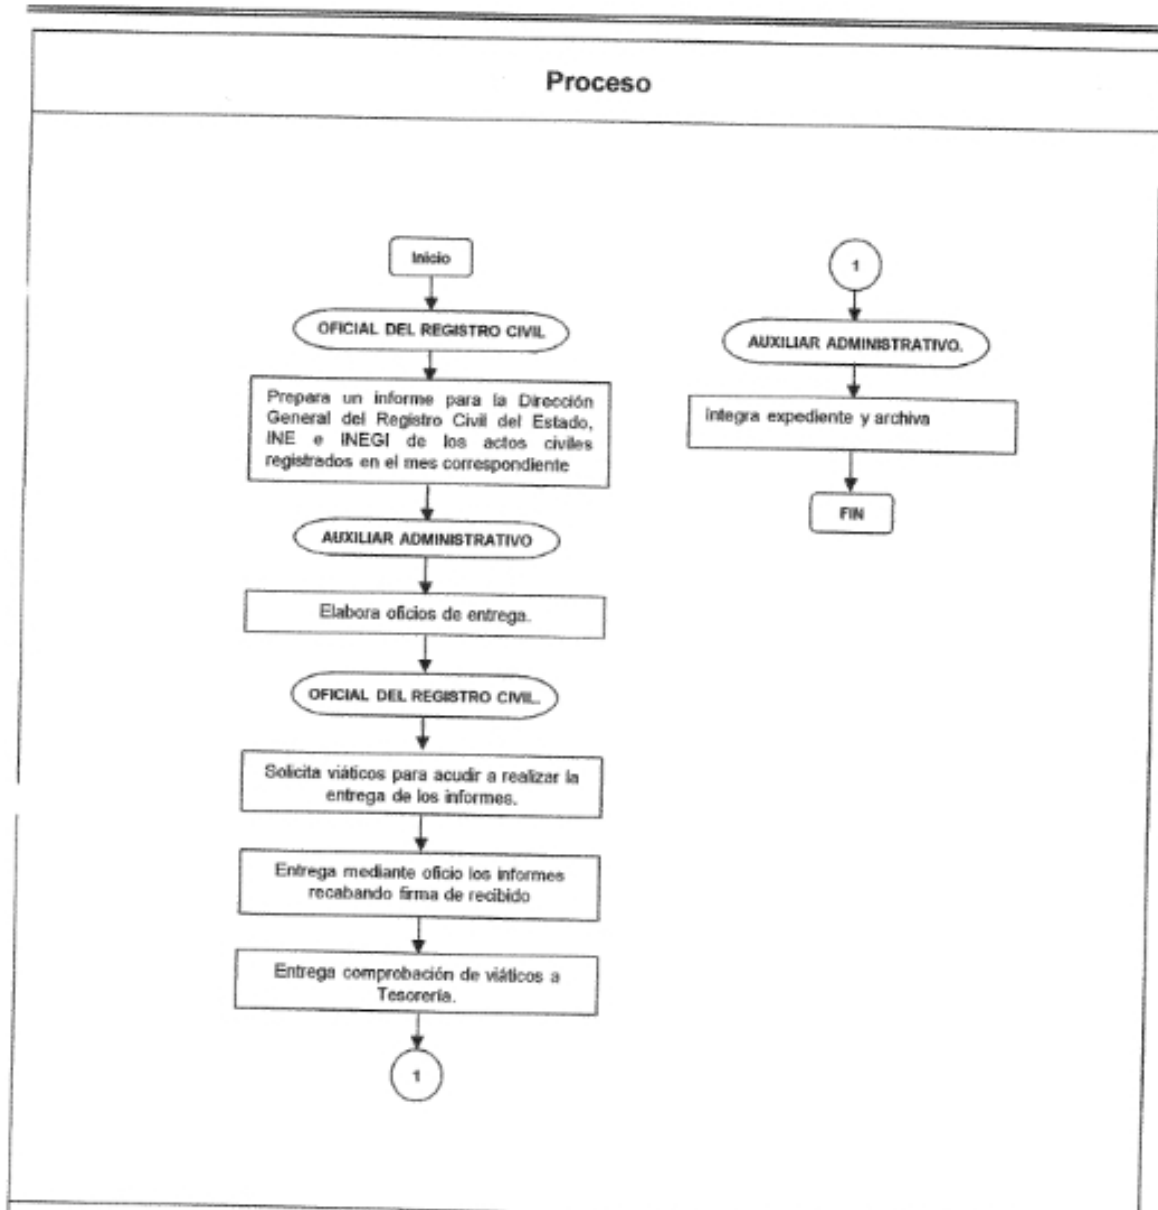 Proceso
Inicio
OFICIAL DEL REGISTRO CIVIL
Prepara un informe para la Dirección
General del Registro Civil del Estado,
INE e INEGI de los actos civiles
registrados en el mes correspondiente
AUXILIAR ADMINISTRATIVO
Elabora oficios de entrega.
OFICIAL DEL REGISTRO CIVIL.
Solicita viáticos para acudir a realizar la
entrega de los informes.
Entrega mediante oficio los informes
recabando firma de recibido
Entrega comprobación de viáticos a
Tesorería.
1
1
AUXILIAR ADMINISTRATIVO.
Integra expediente y archiva
FIN